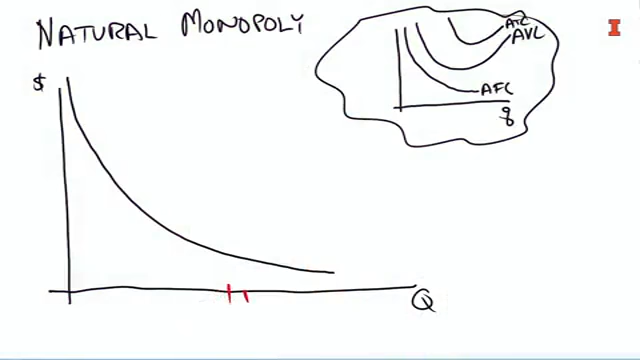 NATURAL MONOPOLY
I
ATC
AVC
AFC
q
$
Q